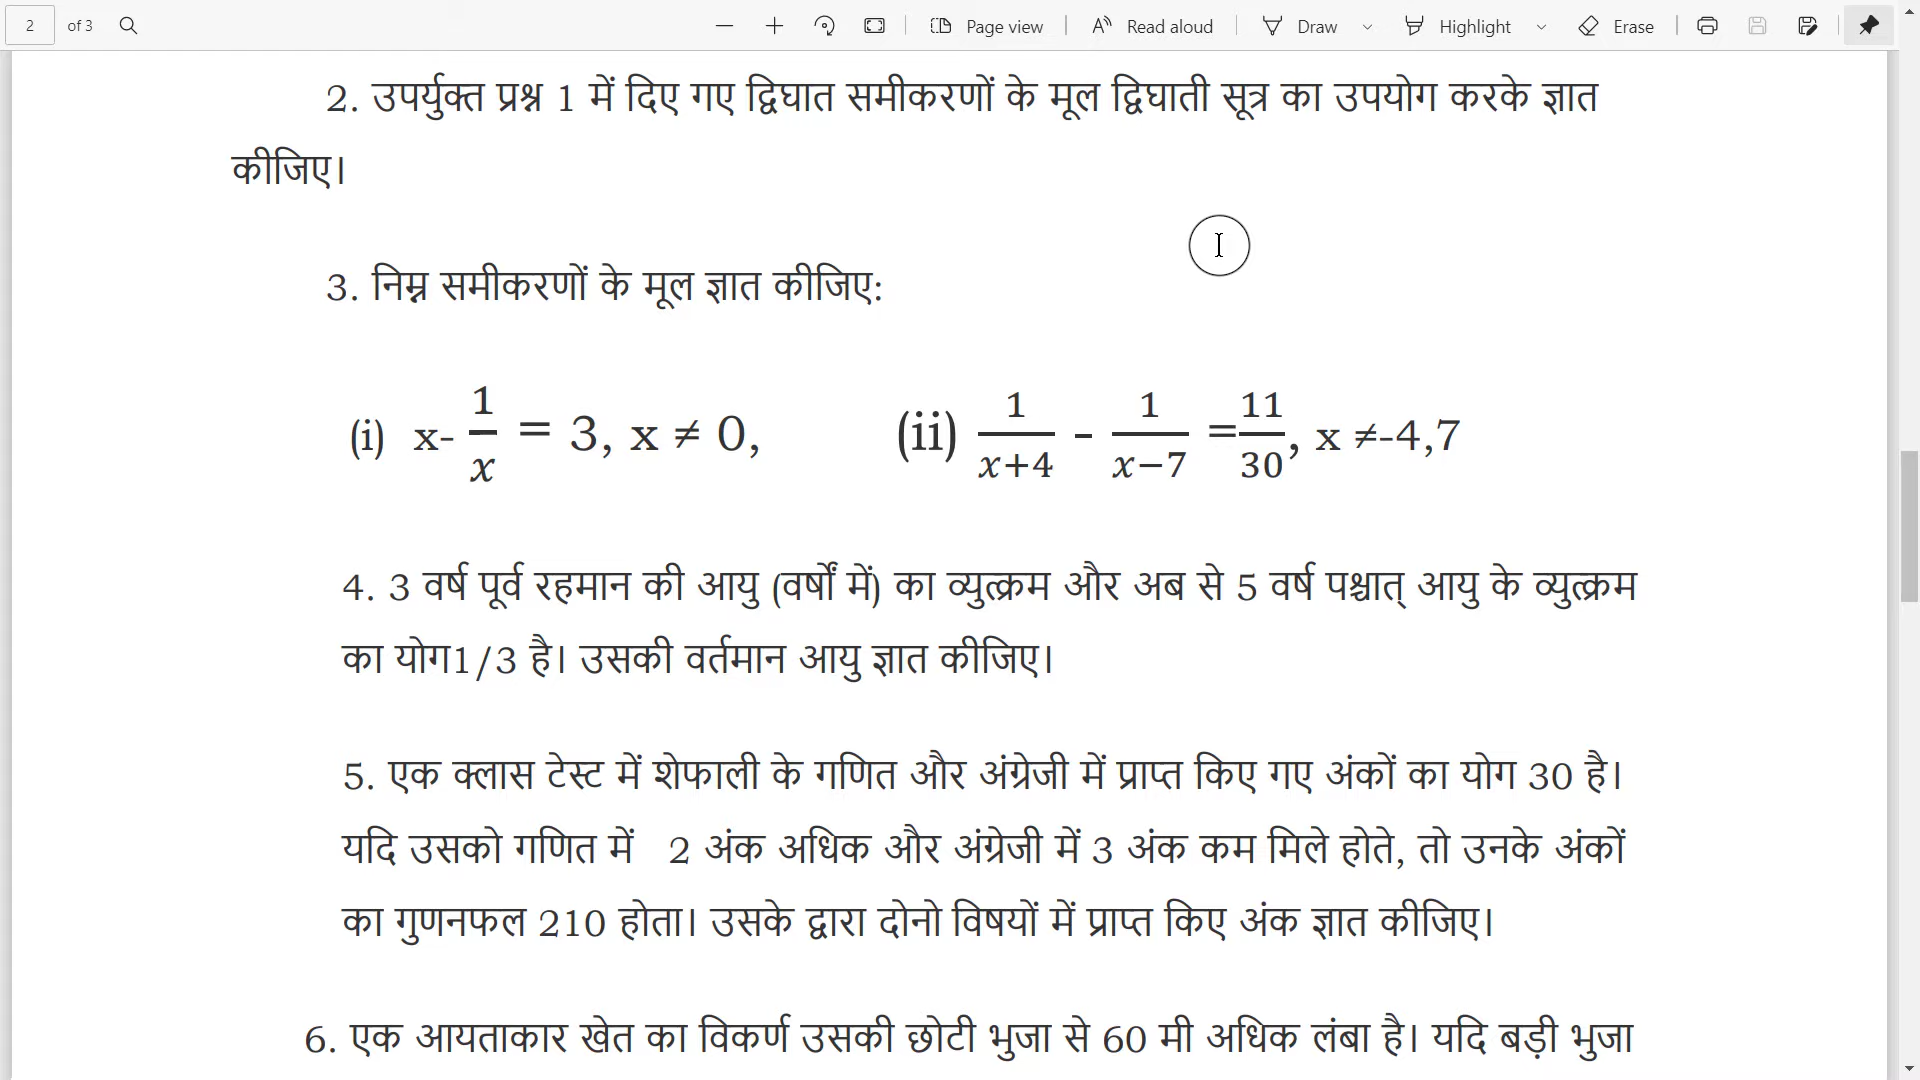 2 of 3 Page view Read aloud Draw Highlight Erase
2. उपर्युक्त प्रश्न 1 में दिए गए द्विघात समीकरणों के मूल द्विघाती सूत्र का उपयोग करके ज्ञात
कीजिए।
3. निम्न समीकरणों के मूल ज्ञात कीजिए:
(i) x- 1/x = 3, x ≠ 0, (ii) 1/(x+4) - 1/(x−7) = 11/30, x ≠-4,7
4. 3 वर्ष पूर्व रहमान की आयु (वर्षों में) का व्युत्क्रम और अब से 5 वर्ष पश्चात् आयु के व्युत्क्रम
का योग1/3 है। उसकी वर्तमान आयु ज्ञात कीजिए।
5. एक क्लास टेस्ट में शेफाली के गणित और अंग्रेजी में प्राप्त किए गए अंकों का योग 30 है।
यदि उसको गणित में 2 अंक अधिक और अंग्रेजी में 3 अंक कम मिले होते, तो उनके अंकों
का गुणनफल 210 होता। उसके द्वारा दोनो विषयों में प्राप्त किए अंक ज्ञात कीजिए।
6. एक आयताकार खेत का विकर्ण उसकी छोटी भुजा से 60 मी अधिक लंबा है। यदि बड़ी भुजा